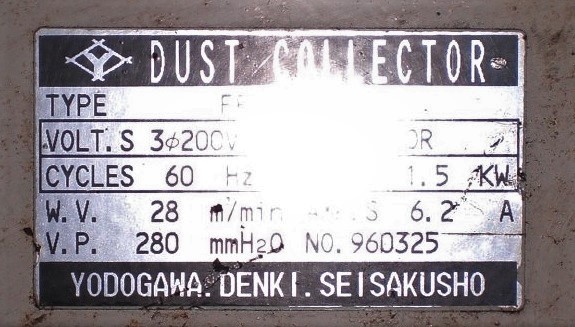 DUST COLLECTOR
TYPE
VOLT.S 3φ200V
CYCLES 60 Hz 1.5 KW
W.V. 28 m³/min 6.2 A
V.P. 280 mmH2O NO. 960325
YODOGAWA.DENKI.SEISAKUSHO